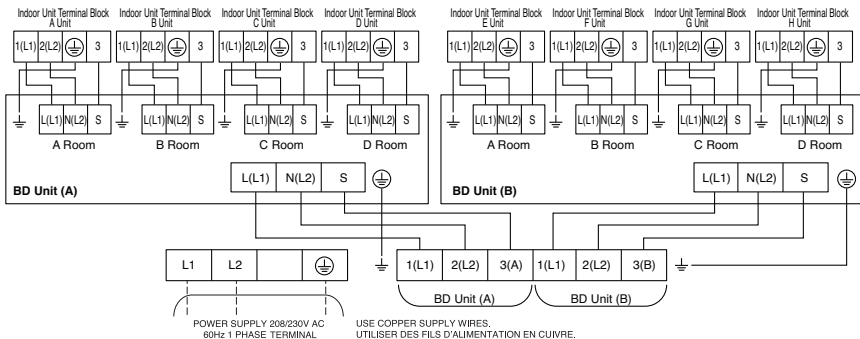 Indoor Unit Terminal Block
A Unit
Indoor Unit Terminal Block
B Unit
Indoor Unit Terminal Block
C Unit
Indoor Unit Terminal Block
D Unit
Indoor Unit Terminal Block
E Unit
Indoor Unit Terminal Block
F Unit
Indoor Unit Terminal Block
G Unit
Indoor Unit Terminal Block
H Unit
1(L1) 2(L2) 3
1(L1) 2(L2) 3
1(L1) 2(L2) 3
1(L1) 2(L2) 3
1(L1) 2(L2) 3
1(L1) 2(L2) 3
1(L1) 2(L2) 3
1(L1) 2(L2) 3
L(L1) N(L2) S
L(L1) N(L2) S
L(L1) N(L2) S
L(L1) N(L2) S
L(L1) N(L2) S
L(L1) N(L2) S
L(L1) N(L2) S
L(L1) N(L2) S
A Room
B Room
C Room
D Room
A Room
B Room
C Room
D Room
BD Unit (A)
L(L1) N(L2) S
BD Unit (B)
L(L1) N(L2) S
L1 L2
1(L1) 2(L2) 3(A) 1(L1) 2(L2) 3(B)
BD Unit (A)
BD Unit (B)
POWER SUPPLY 208/230V AC
60Hz 1 PHASE TERMINAL
USE COPPER SUPPLY WIRES.
UTILISER DES FILS D'ALIMENTATION EN CUIVRE.